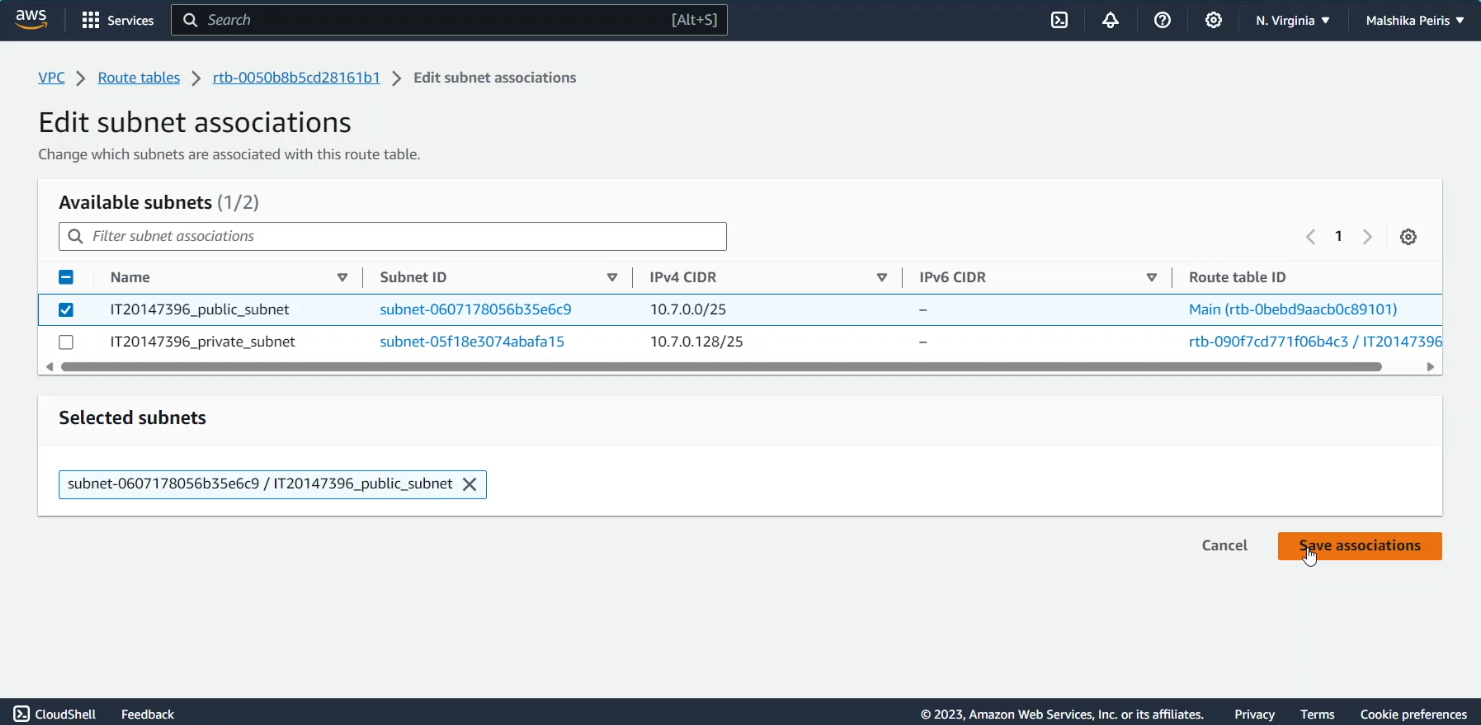 aws Services Search [Alt+S] N. Virginia ▼ Malshika Peiris ▼
VPC > Route tables > rtb-0050b8b5cd28161b1 > Edit subnet associations
Edit subnet associations
Change which subnets are associated with this route table.
Available subnets (1/2)
Filter subnet associations
1
Name Subnet ID IPv4 CIDR IPv6 CIDR Route table ID
IT20147396_public_subnet subnet-0607178056b35e6c9 10.7.0.0/25 – Main (rtb-0bebd9aacb0c89101)
IT20147396_private_subnet subnet-05f18e3074abafa15 10.7.0.128/25 – rtb-090f7cd771f06b4c3 / IT20147396
Selected subnets
subnet-0607178056b35e6c9 / IT20147396_public_subnet
Cancel Save associations
CloudShell Feedback © 2023, Amazon Web Services, Inc. or its affiliates. Privacy Terms Cookie preferences